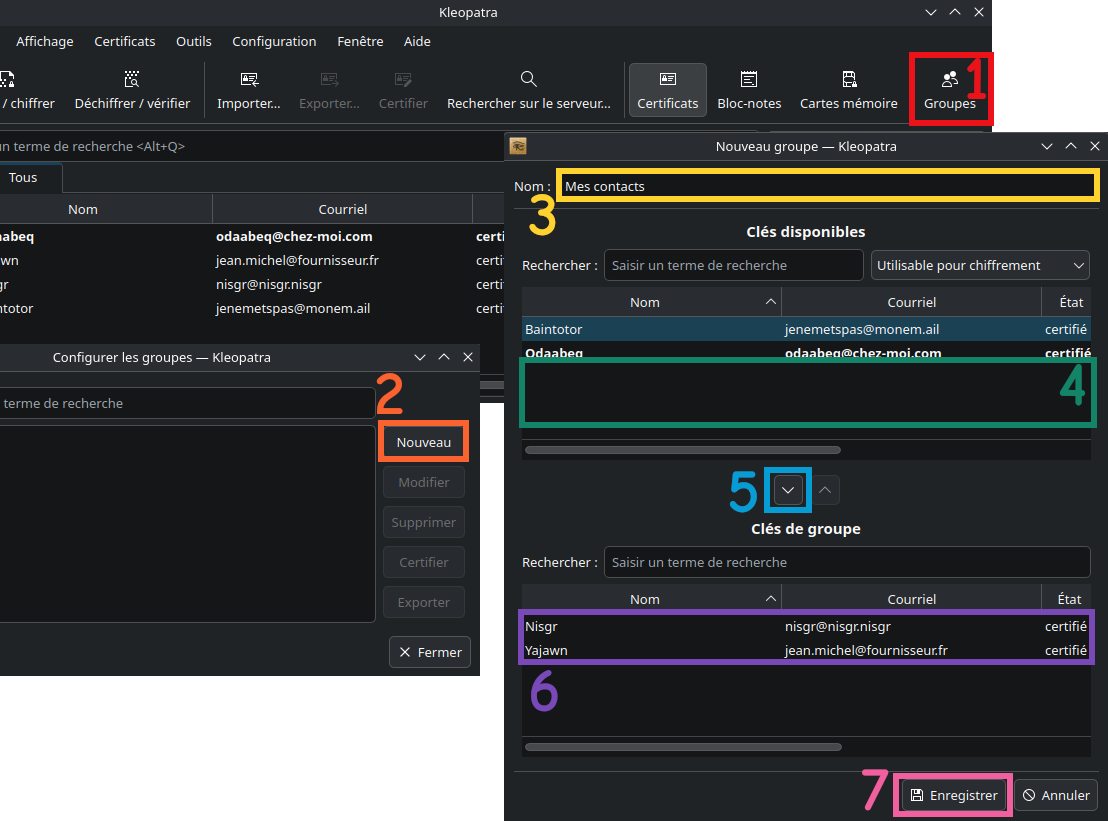 Kleopatra
Affichage Certificats Outils Configuration Fenêtre Aide
/ chiffrer Déchiffrer / vérifier Importer... Exporter... Certifier Rechercher sur le serveur... Certificats Bloc-notes Cartes mémoire Groupes 1
un terme de recherche <Alt+Q>
Tous
Nom Courriel
odaabeq@chez-moi.com
jean.michel@fournisseur.fr
nisgr@nisgr.nisgr
jenemetspas@monem.ail
Configurer les groupes — Kleopatra
terme de recherche
2
Nouveau
Modifier
Supprimer
Certifier
Exporter
Fermer
Nouveau groupe — Kleopatra
Nom : Mes contacts
3
Clés disponibles
Rechercher : Saisir un terme de recherche Utilisable pour chiffrement
Nom Courriel État
Baintotor jenemetspas@monem.ail certifié
Odaabeq odaabeq@chez-moi.com certifié
4
5
Clés de groupe
Rechercher : Saisir un terme de recherche
Nom Courriel État
Nisgr nisgr@nisgr.nisgr certifié
Yajawn jean.michel@fournisseur.fr certifié
6
7 Enregistrer Annuler